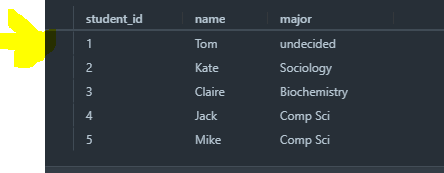 student_id name major
1 Tom undecided
2 Kate Sociology
3 Claire Biochemistry
4 Jack Comp Sci
5 Mike Comp Sci